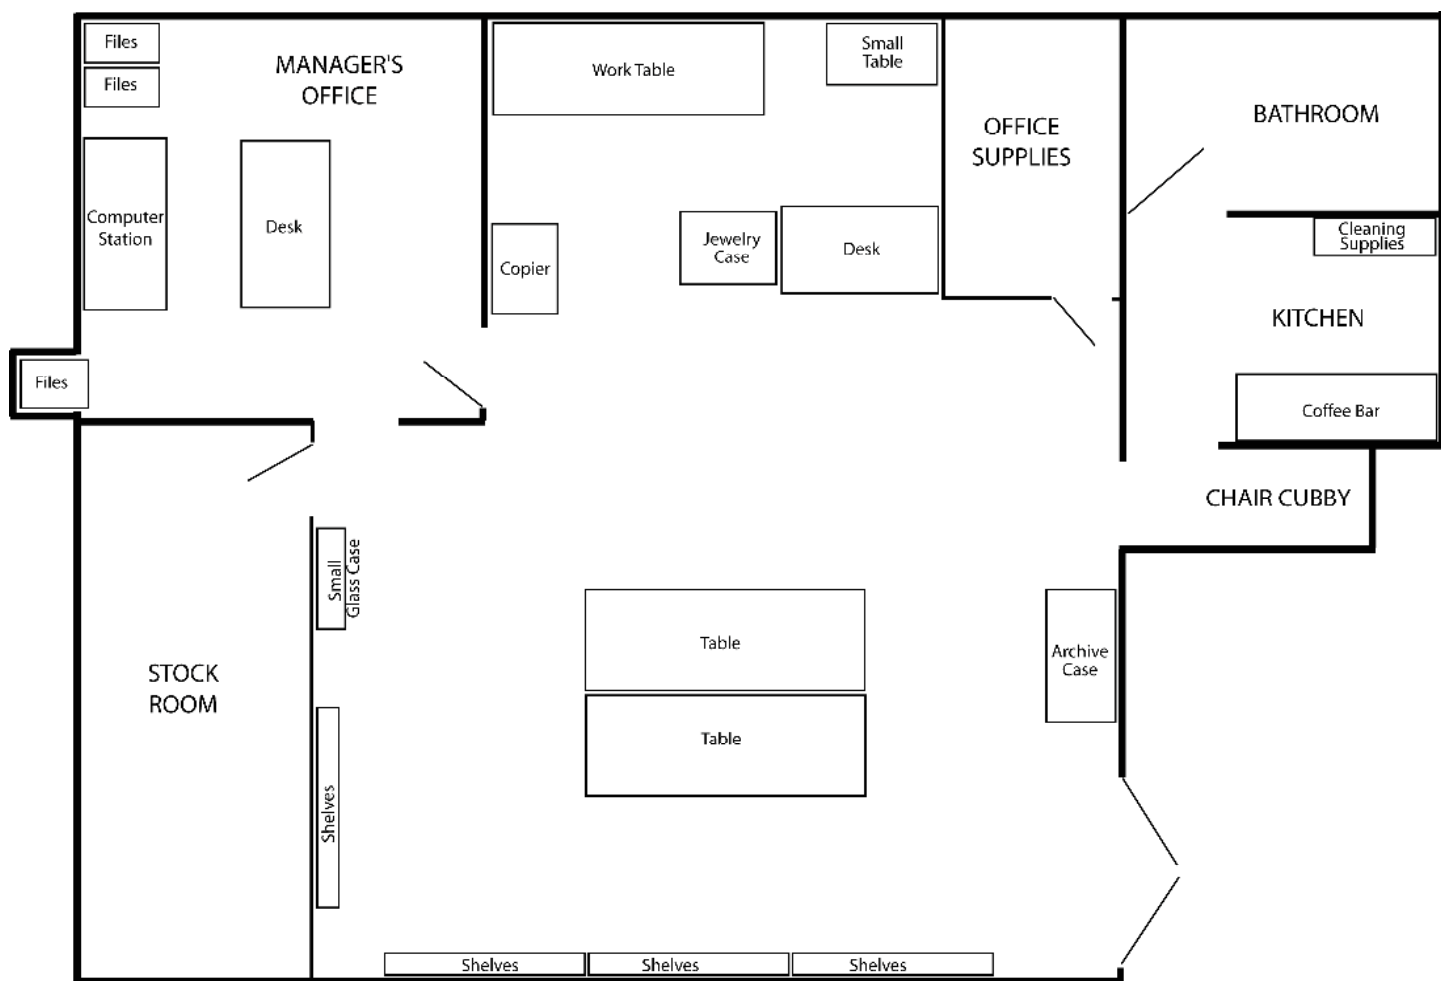 Files
Files
MANAGER'S
OFFICE
Computer
Station
Desk
Files
Work Table
Small
Table
Copier
Jewelry
Case
Desk
OFFICE
SUPPLIES
BATHROOM
Cleaning
Supplies
KITCHEN
Coffee Bar
CHAIR CUBBY
STOCK
ROOM
Small
Glass Case
Shelves
Table
Table
Archive
Case
Shelves
Shelves
Shelves